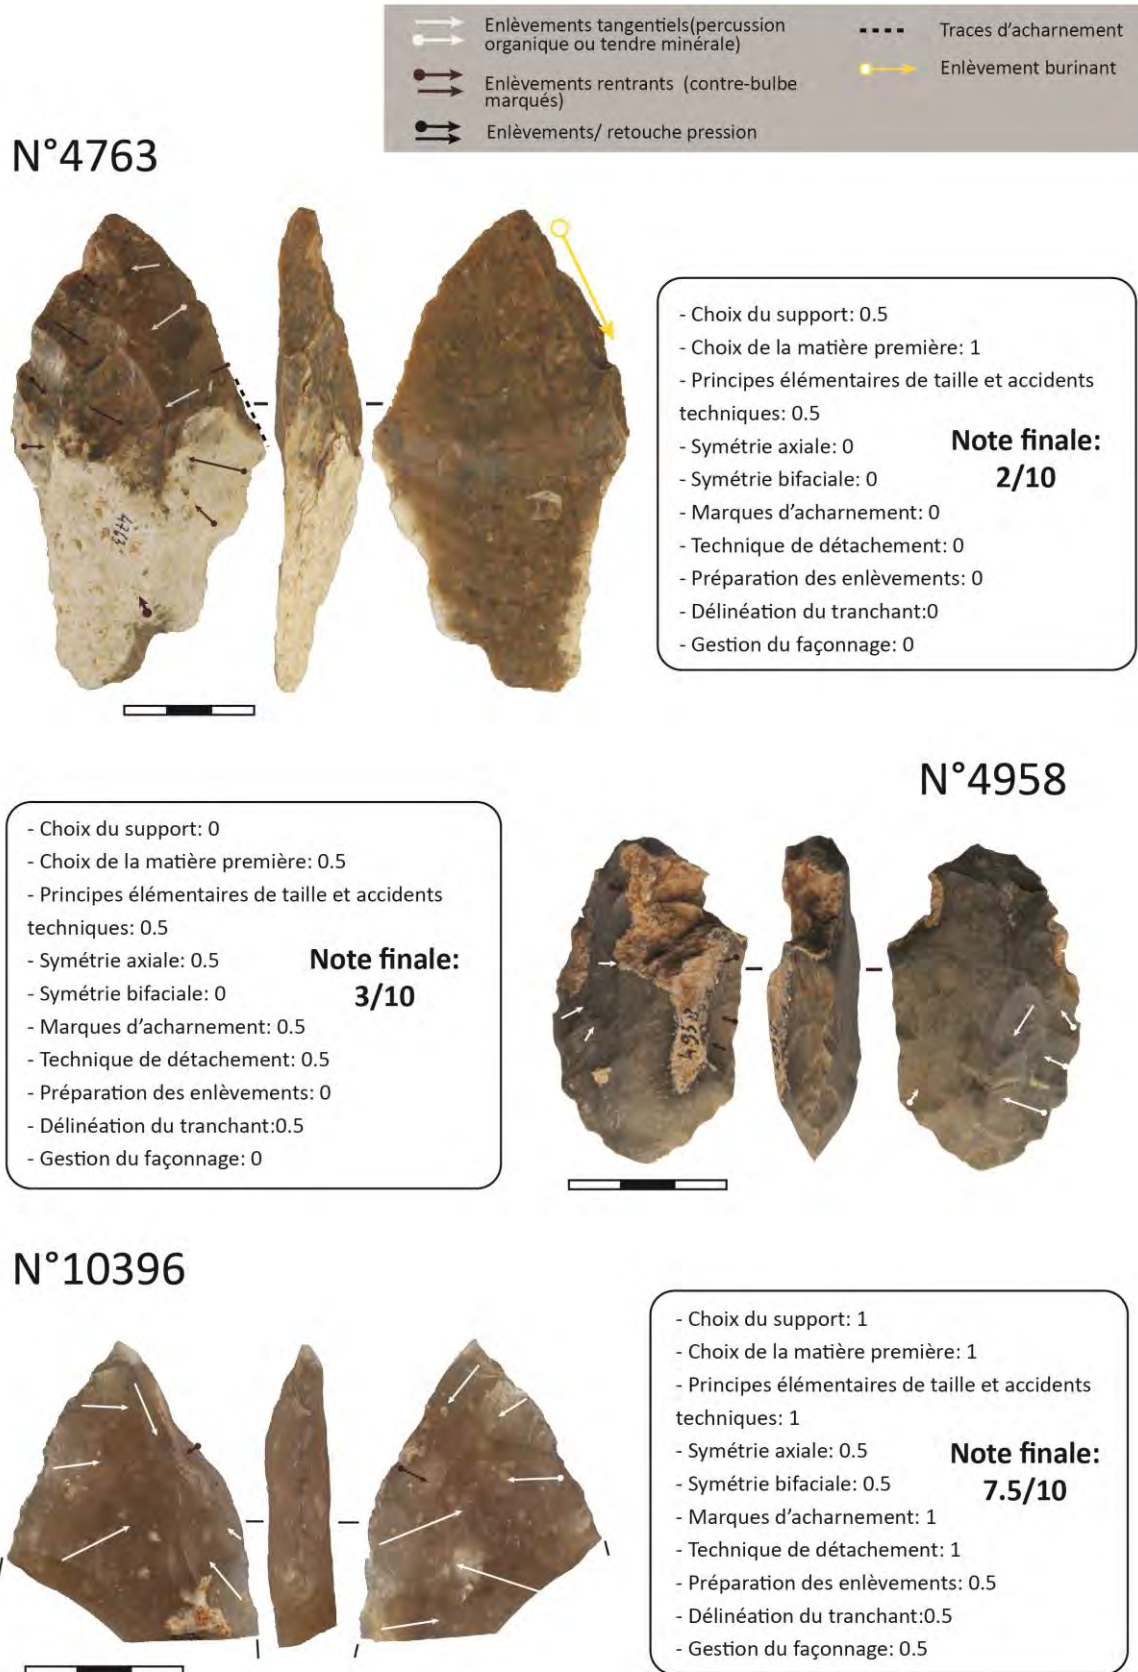 Enlèvements tangentiels(percussion
organique ou tendre minérale)
Enlèvements rentrants (contre-bulbe
marqués)
Enlèvements/ retouche pression
Traces d'acharnement
Enlèvement burinant
N°4763
4763
- Choix du support: 0.5
- Choix de la matière première: 1
- Principes élémentaires de taille et accidents
techniques: 0.5
- Symétrie axiale: 0
- Symétrie bifaciale: 0
- Marques d'acharnement: 0
- Technique de détachement: 0
- Préparation des enlèvements: 0
- Délinéation du tranchant:0
- Gestion du façonnage: 0
Note finale:
2/10
N°4958
- Choix du support: 0
- Choix de la matière première: 0.5
- Principes élémentaires de taille et accidents
techniques: 0.5
- Symétrie axiale: 0.5
- Symétrie bifaciale: 0
- Marques d'acharnement: 0.5
- Technique de détachement: 0.5
- Préparation des enlèvements: 0
- Délinéation du tranchant:0.5
- Gestion du façonnage: 0
Note finale:
3/10
N°10396
- Choix du support: 1
- Choix de la matière première: 1
- Principes élémentaires de taille et accidents
techniques: 1
- Symétrie axiale: 0.5
- Symétrie bifaciale: 0.5
- Marques d'acharnement: 1
- Technique de détachement: 1
- Préparation des enlèvements: 0.5
- Délinéation du tranchant:0.5
- Gestion du façonnage: 0.5
Note finale:
7.5/10